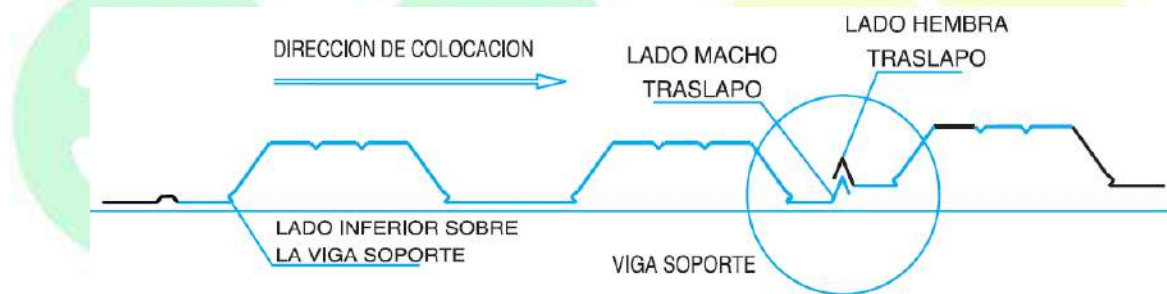 DIRECCION DE COLOCACION
LADO MACHO
TRASLAPO
LADO HEMBRA
TRASLAPO
LADO INFERIOR SOBRE
LA VIGA SOPORTE
VIGA SOPORTE